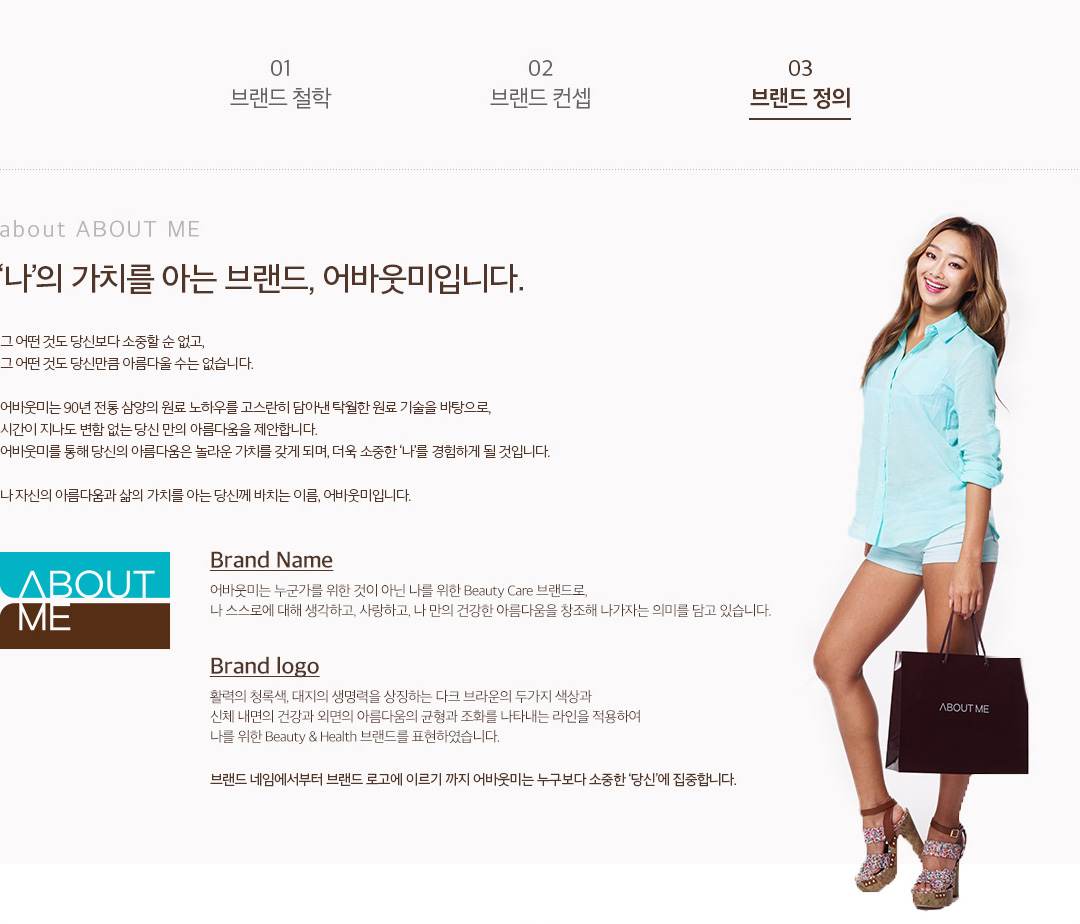 01
브랜드 철학
02
브랜드 컨셉
03
브랜드 정의
about ABOUT ME
‘나’의 가치를 아는 브랜드, 어바웃미입니다.
그 어떤 것도 당신보다 소중할 순 없고,
그 어떤 것도 당신만큼 아름다울 수는 없습니다.
어바웃미는 90년 전통 삼양의 원료 노하우를 고스란히 담아낸 탁월한 원료 기술을 바탕으로,
시간이 지나도 변함 없는 당신 만의 아름다움을 제안합니다.
어바웃미를 통해 당신의 아름다움은 놀라운 가치를 갖게 되며, 더욱 소중한 ‘나’를 경험하게 될 것입니다.
나 자신의 아름다움과 삶의 가치를 아는 당신께 바치는 이름, 어바웃미입니다.
ABOUT
ME
Brand Name
어바웃미는 누군가를 위한 것이 아닌 나를 위한 Beauty Care 브랜드로,
나 스스로에 대해 생각하고, 사랑하고, 나 만의 건강한 아름다움을 창조해 나가자는 의미를 담고 있습니다.
Brand logo
활력의 청록색, 대지의 생명력을 상징하는 다크 브라운의 두가지 색상과
신체 내면의 건강과 외면의 아름다움의 균형과 조화를 나타내는 라인을 적용하여
나를 위한 Beauty & Health 브랜드를 표현하였습니다.
브랜드 네임에서부터 브랜드 로고에 이르기 까지 어바웃미는 누구보다 소중한 ‘당신’에 집중합니다.
ABOUT ME